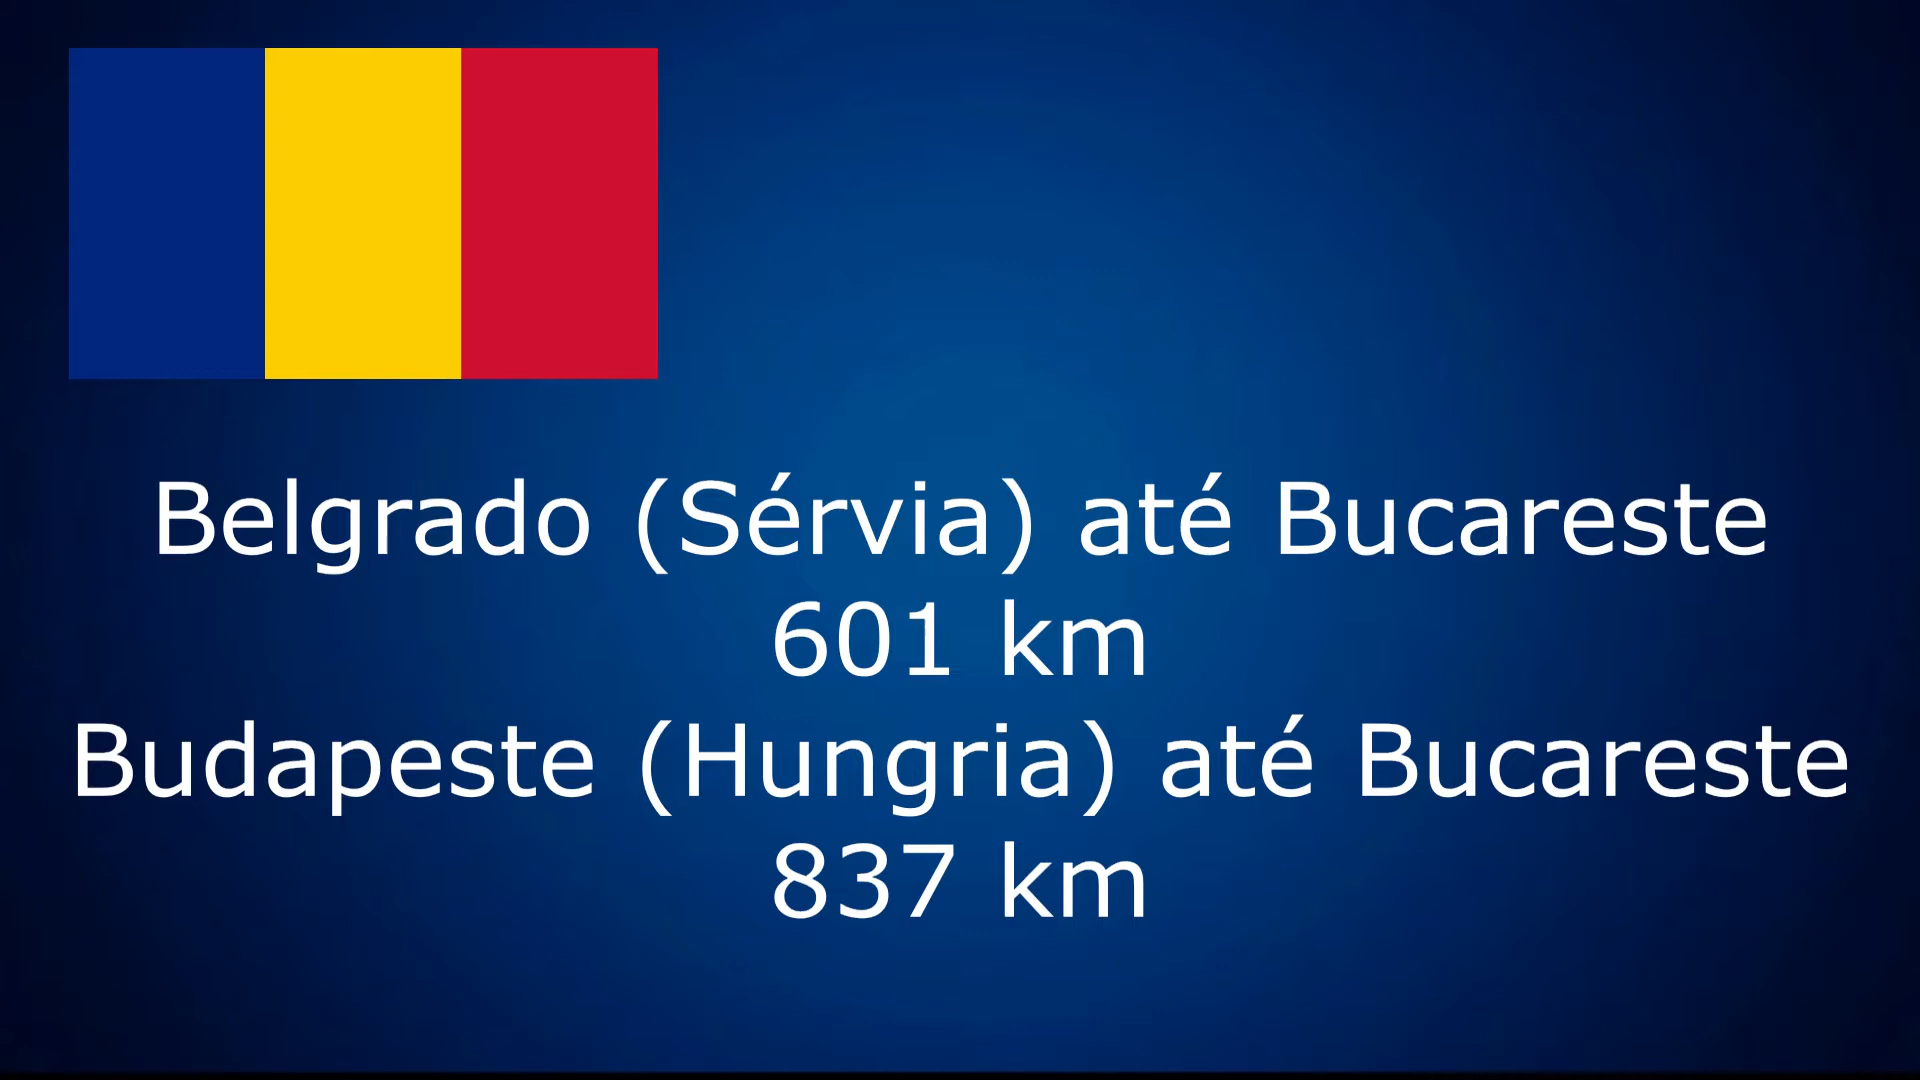 Belgrado (Sérvia) até Bucareste
601 km
Budapeste (Hungria) até Bucareste
837 km